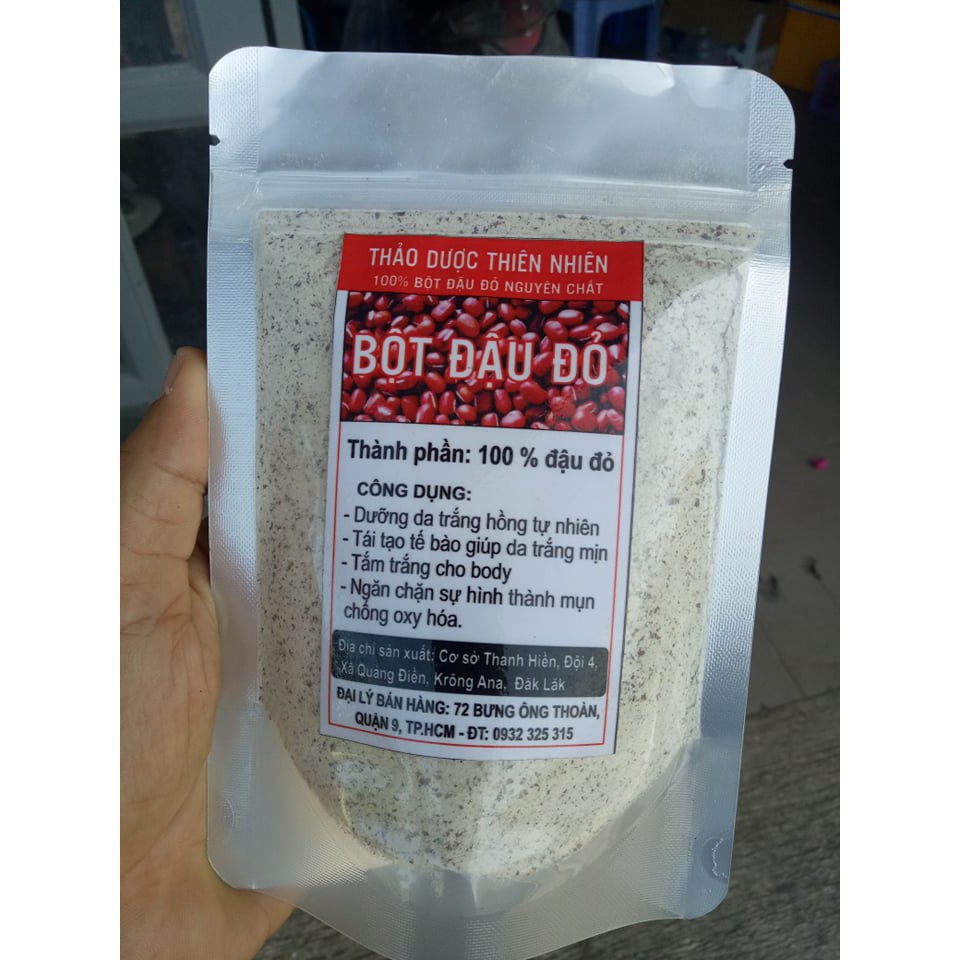 THẢO DƯỢC THIÊN NHIÊN
100% BỘT ĐẬU ĐỎ NGUYÊN CHẤT
BỘT ĐẬU ĐỎ
Thành phần: 100 % đậu đỏ
CÔNG DỤNG:
- Dưỡng da trắng hồng tự nhiên
- Tái tạo tế bào giúp da trắng mịn
- Tắm trắng cho body
- Ngăn chặn sự hình thành mụn
chống oxy hóa.
Địa chỉ sản xuất: Cơ sở Thanh Hiền, Đội 4,
Xã Quang Điền, Krông Ana, Đăk Lăk
ĐẠI LÝ BÁN HÀNG: 72 BƯNG ÔNG THOÀN,
QUẬN 9, TP.HCM - ĐT: 0932 325 315